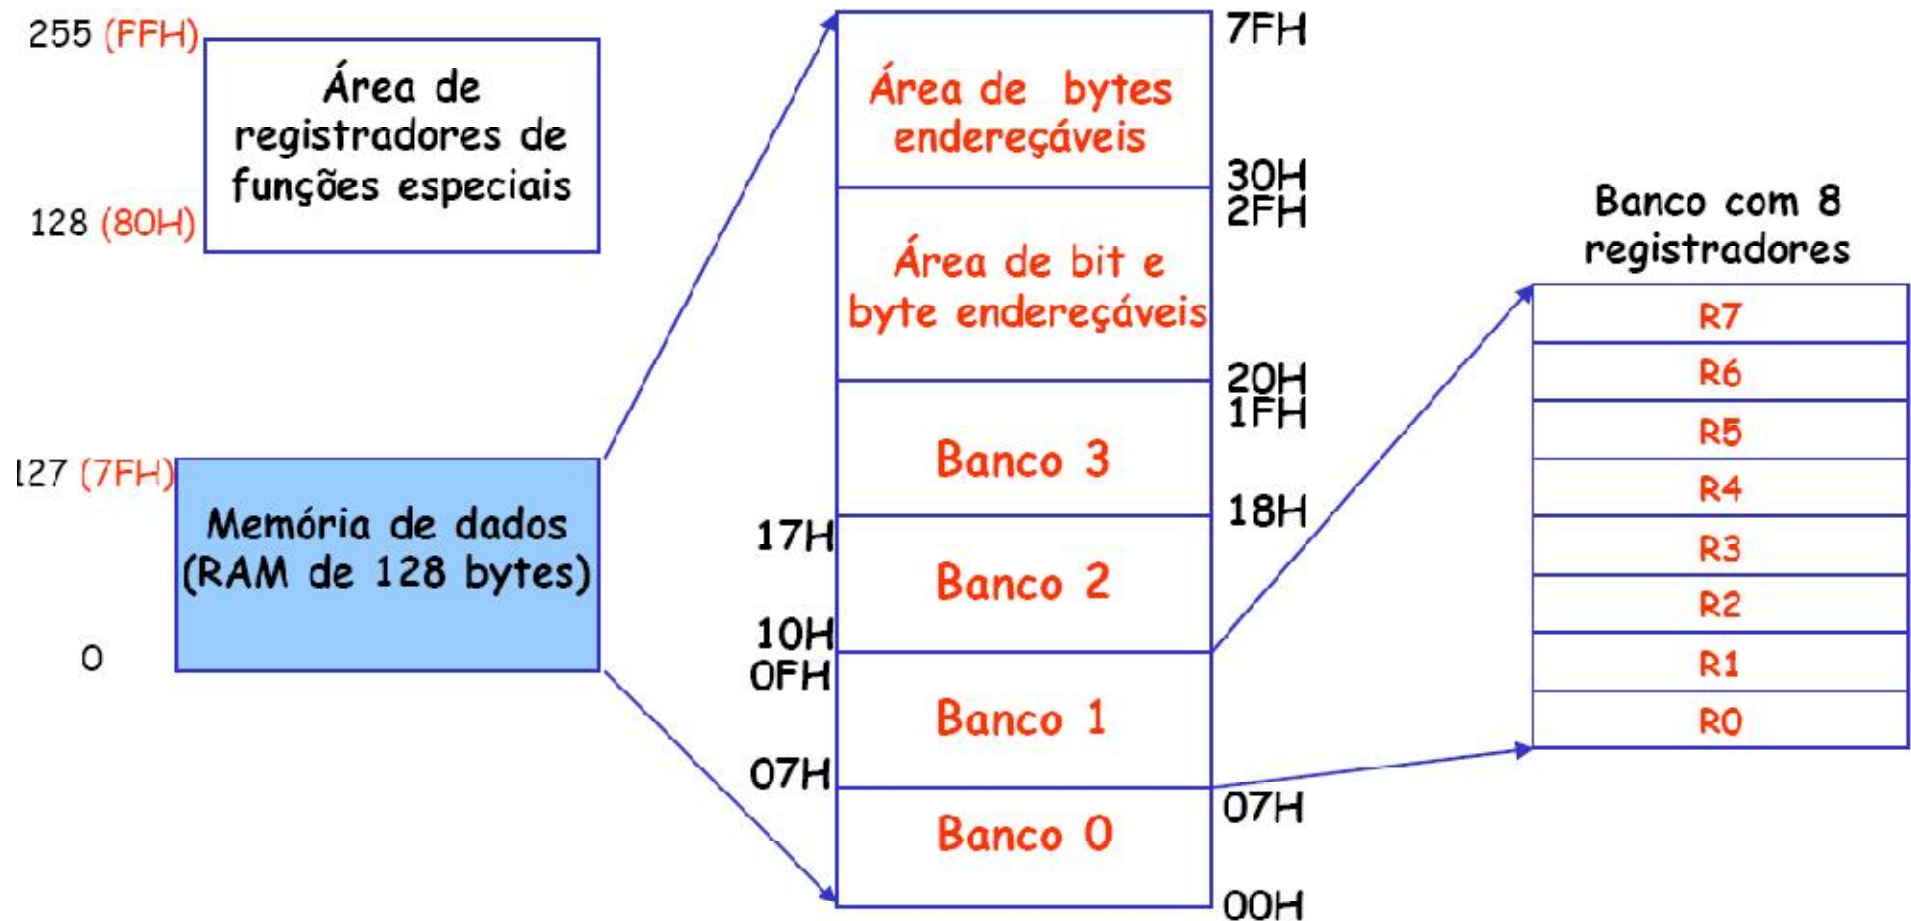 255 (FFH)
Área de
registradores de
funções especiais
128 (80H)
127 (7FH)
Memória de dados
(RAM de 128 bytes)
0
7FH
Área de bytes
endereçáveis
30H
2FH
Área de bit e
byte endereçáveis
20H
1FH
Banco 3
18H
17H
Banco 2
10H
0FH
Banco 1
07H
07H
Banco 0
00H
Banco com 8
registradores
R7
R6
R5
R4
R3
R2
R1
R0